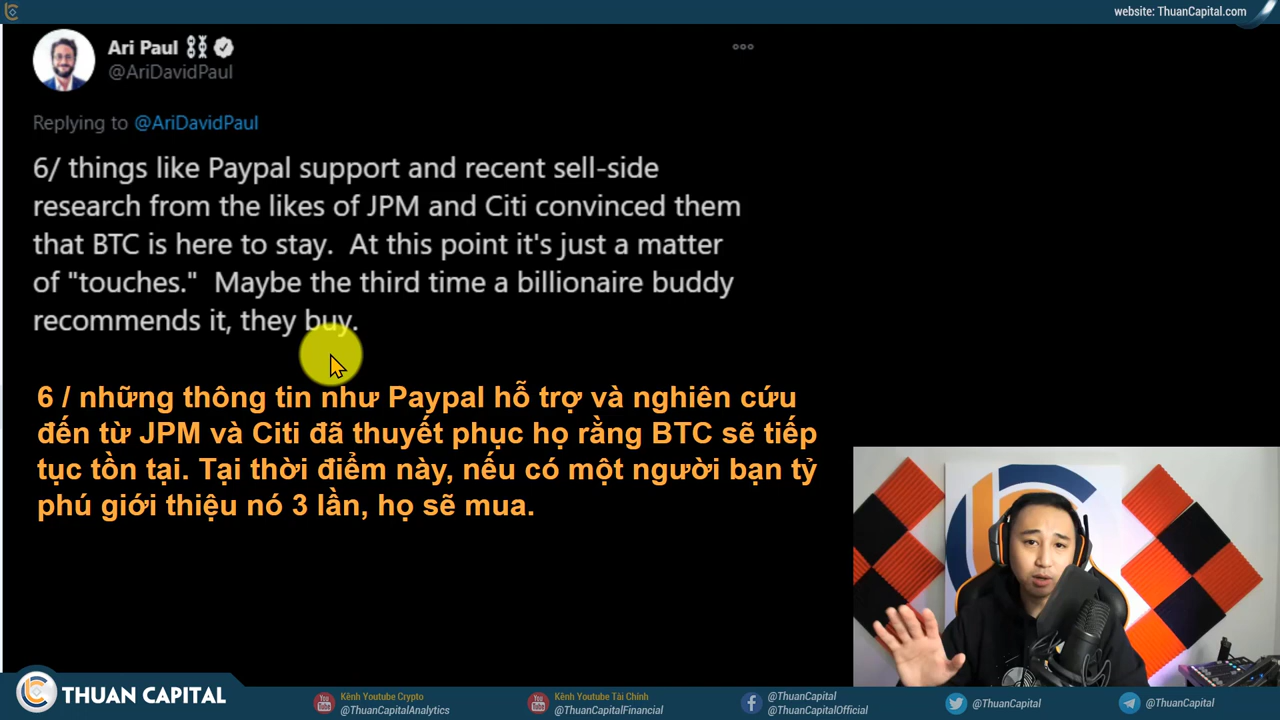 website: ThuanCapital.com
Ari Paul
@AriDavidPaul
Replying to @AriDavidPaul
6/ things like Paypal support and recent sell-side
research from the likes of JPM and Citi convinced them
that BTC is here to stay.  At this point it's just a matter
of "touches."  Maybe the third time a billionaire buddy
recommends it, they buy.
6 / những thông tin như Paypal hỗ trợ và nghiên cứu
đến từ JPM và Citi đã thuyết phục họ rằng BTC sẽ tiếp
tục tồn tại. Tại thời điểm này, nếu có một người bạn tỷ
phú giới thiệu nó 3 lần, họ sẽ mua.
THUAN CAPITAL
You Tube
Kênh Youtube Crypto
@ThuanCapitalAnalytics
You Tube
Kênh Youtube Tài Chính
@ThuanCapitalFinancial
@ThuanCapital
@ThuanCapitalOfficial
@ThuanCapital
@ThuanCapital